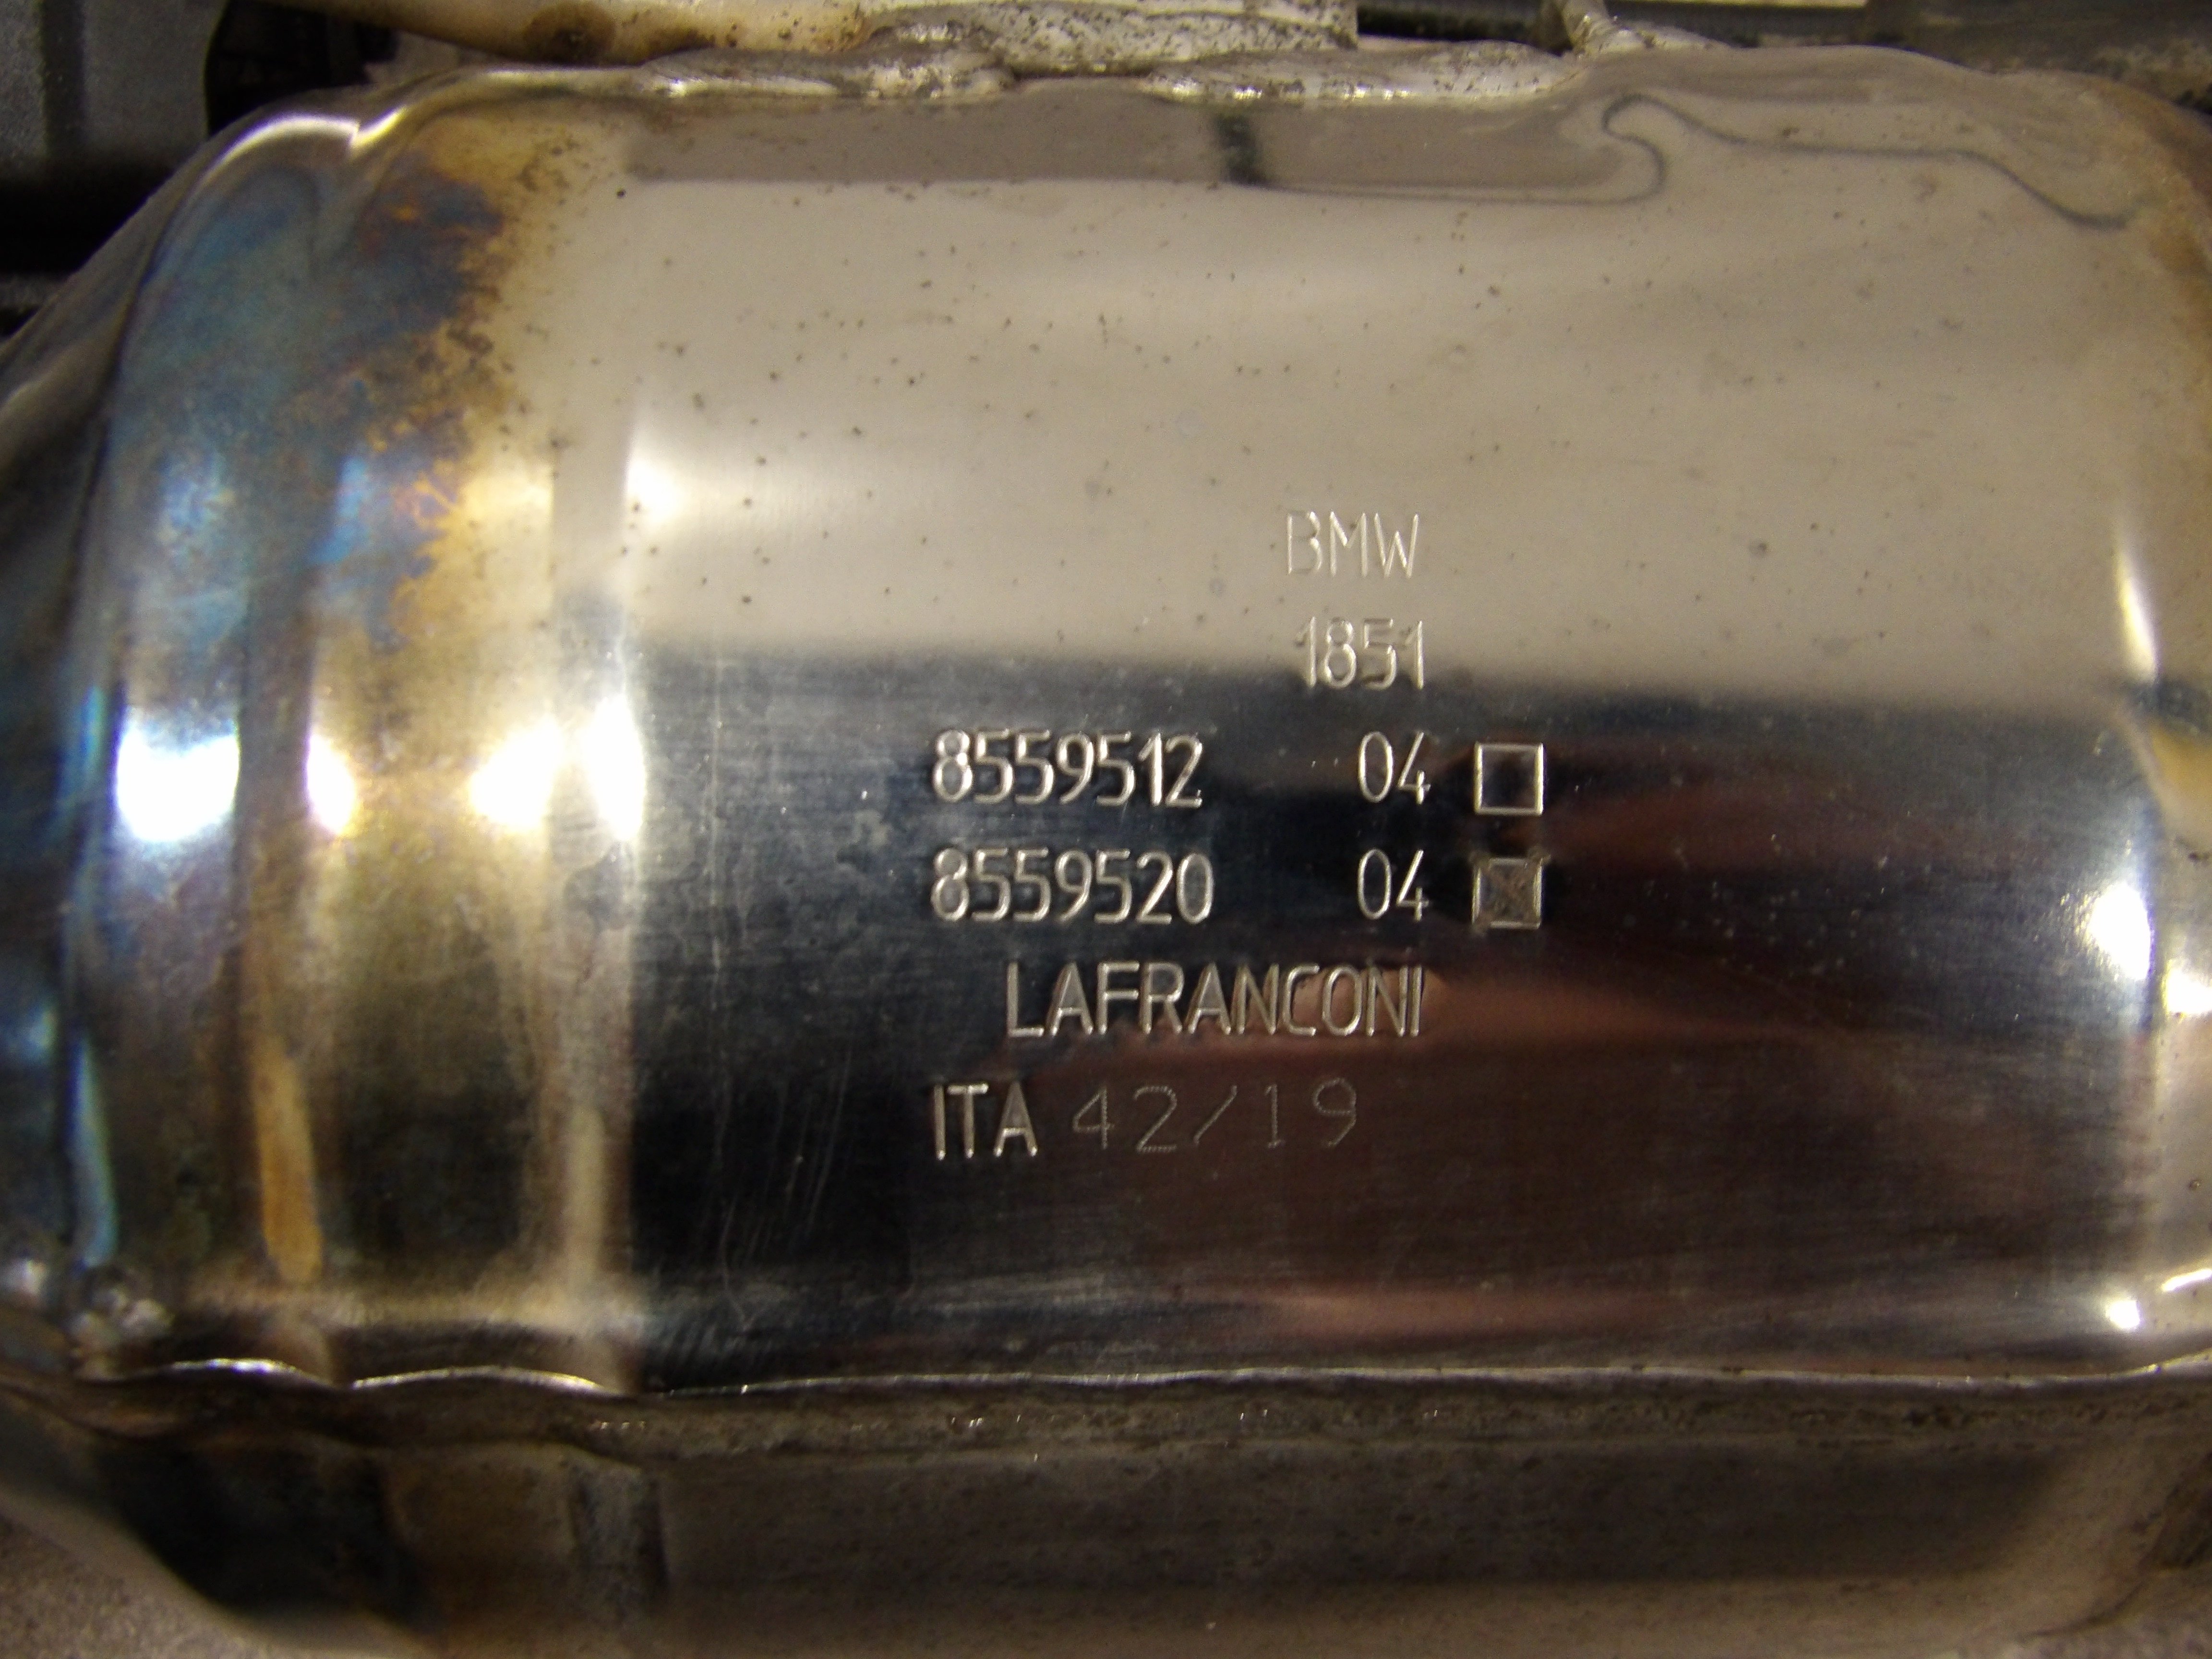 BMW
1851
8559512 04
8559520 04
LAFRANCONI
ITA 42/19